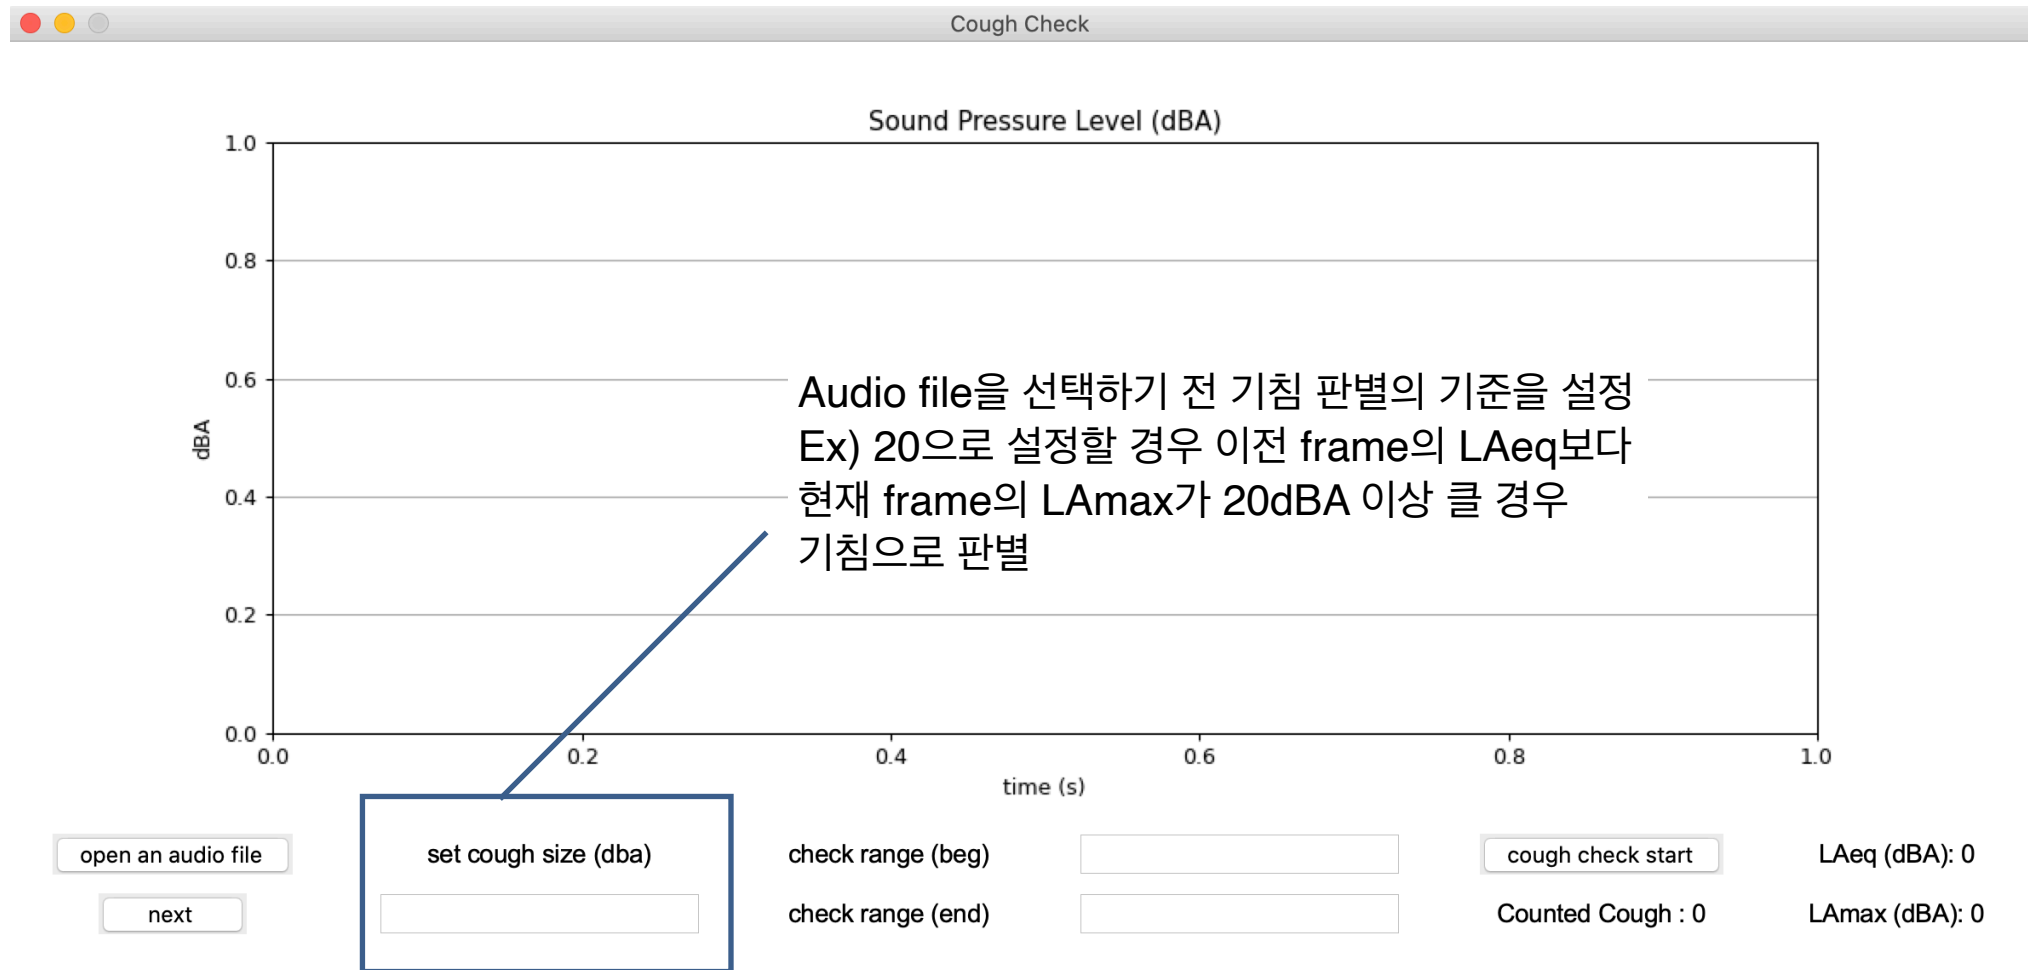 Cough Check
Sound Pressure Level (dBA)
1.0
0.8
0.6
0.4
0.2
0.0
dBA
Audio file을 선택하기 전 기침 판별의 기준을 설정
Ex) 20으로 설정할 경우 이전 frame의 LAeq보다
현재 frame의 LAmax가 20dBA 이상 클 경우
기침으로 판별
0.0 0.2 0.4 0.6 0.8 1.0
time (s)
open an audio file set cough size (dba) check range (beg) cough check start LAeq (dBA): 0
next check range (end) Counted Cough : 0 LAmax (dBA): 0